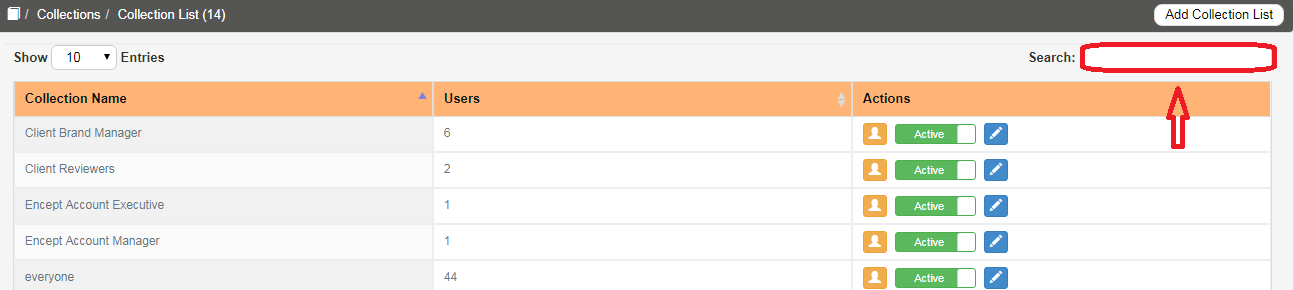 / Collections / Collection List (14) Add Collection List
Show 10 Entries Search:
Collection Name Users Actions
Client Brand Manager 6 Active
Client Reviewers 2 Active
Encept Account Executive 1 Active
Encept Account Manager 1 Active
everyone 44 Active